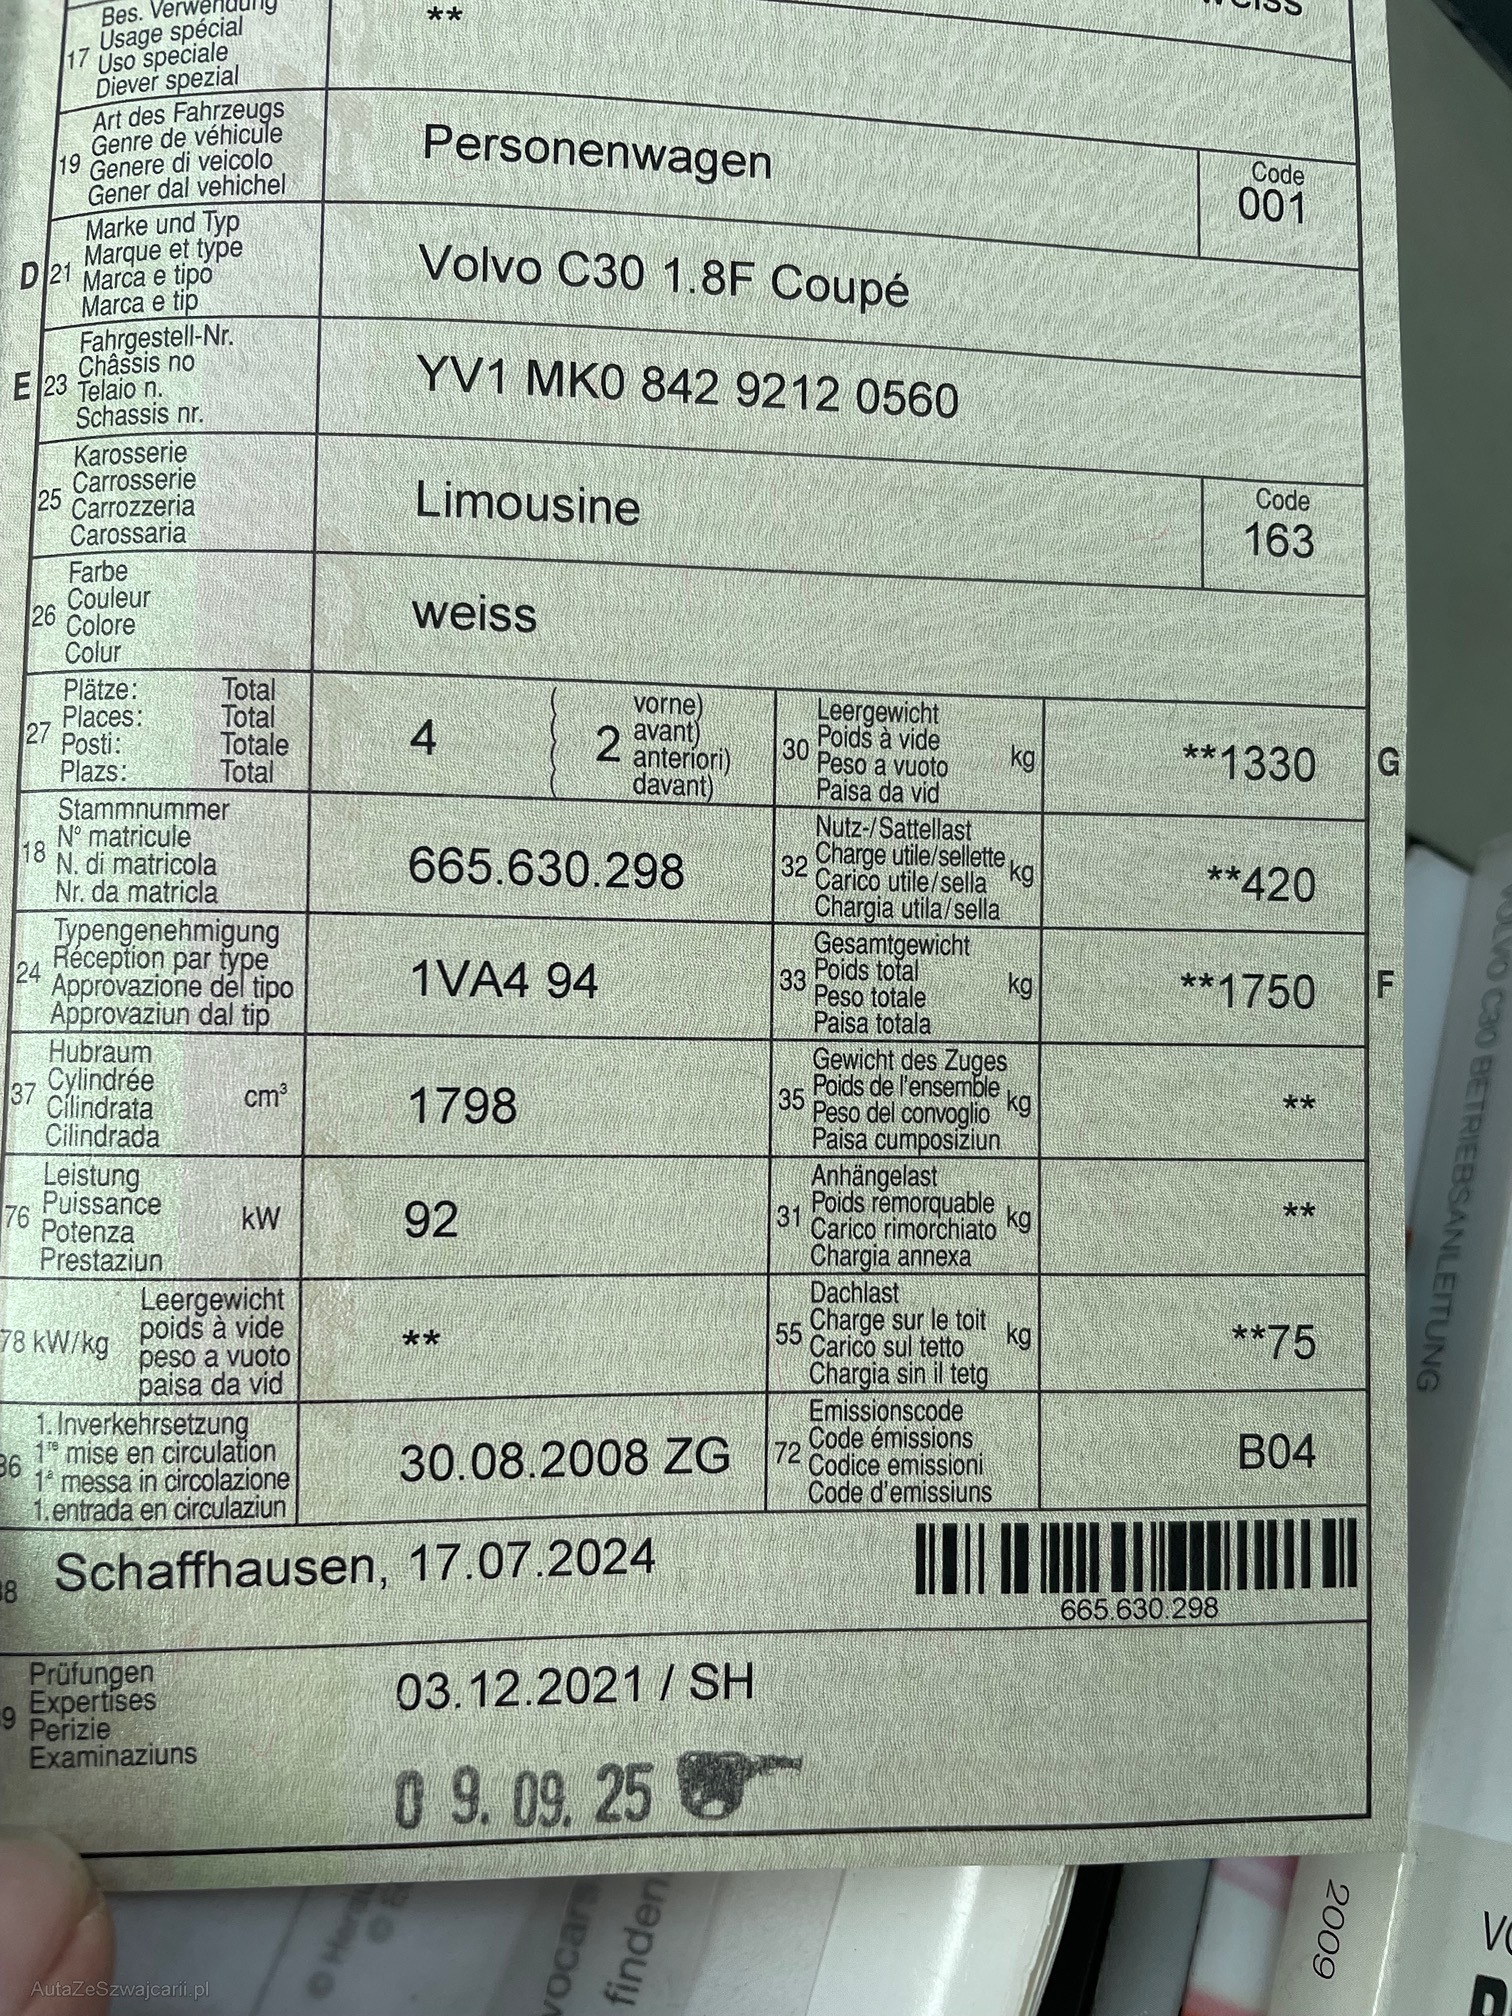 weiss
Bes. Verwendung
Usage spécial
17 Uso speciale
Diever spezial
**
Art des Fahrzeugs
Genre de véhicule
19 Genere di veicolo
Gener dal vehichel
Personenwagen
Code
001
Marke und Typ
Marque et type
D 21 Marca e tipo
Marca e tip
Volvo C30 1.8F Coupé
Fahrgestell-Nr.
Châssis no
E 23 Telaio n.
Schassis nr.
YV1 MK0 842 9212 0560
Karosserie
Carrosserie
25 Carrozzeria
Carossaria
Limousine
Code
163
Farbe
Couleur
26 Colore
Colur
weiss
Plätze: Total
Places: Total
27 Posti: Totale
Plazs: Total
4
2
vorne)
avant)
anteriori)
davant)
Leergewicht
30 Poids à vide kg
Peso a vuoto
Paisa da vid
**1330 G
Stammnummer
18 N° matricule
N. di matricola
Nr. da matricla
665.630.298
Nutz-/Sattellast
32 Charge utile/sellette kg
Carico utile/sella
Chargia utila/sella
**420
Typengenehmigung
24 Réception par type
Approvazione del tipo
Approvaziun dal tip
1VA4 94
Gesamtgewicht
33 Poids total kg
Peso totale
Paisa totala
**1750 F
Hubraum
37 Cylindrée cm³
Cilindrata
Cilindrada
1798
Gewicht des Zuges
35 Poids de l'ensemble kg
Peso del convoglio
Paisa cumposiziun
**
Leistung
76 Puissance kW
Potenza
Prestaziun
92
Anhängelast
31 Poids remorquable kg
Carico rimorchiato
Chargia annexa
**
Leergewicht
78 kW/kg poids à vide
peso a vuoto
paisa da vid
**
Dachlast
55 Charge sur le toit kg
Carico sul tetto
Chargia sin il tetg
**75
1. Inverkehrsetzung
36 1re mise en circulation
1a messa in circolazione
1. entrada en circulaziun
30.08.2008 ZG
Emissionscode
72 Code émissions
Codice emissioni
Code d'emissiuns
B04
Schaffhausen, 17.07.2024
665.630.298
Prüfungen
Expertises
Perizie
Examinaziuns
03.12.2021 / SH
09.09.25
VOLVO C30 BETRIEBSANLEITUNG
2009
finden
AutaZeSzwajcarii.pl